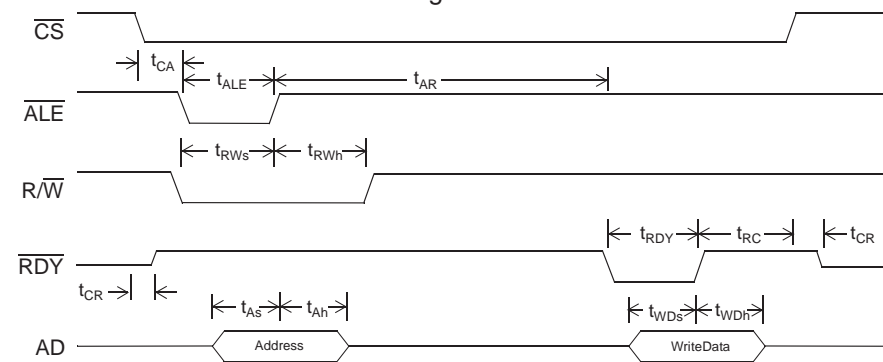 CS
tCA
tALE
tAR
ALE
tRWs
tRWh
R/W
tRDY
tRC
tCR
RDY
tCR
tAs
tAh
tWDs
tWDh
AD
Address
WriteData